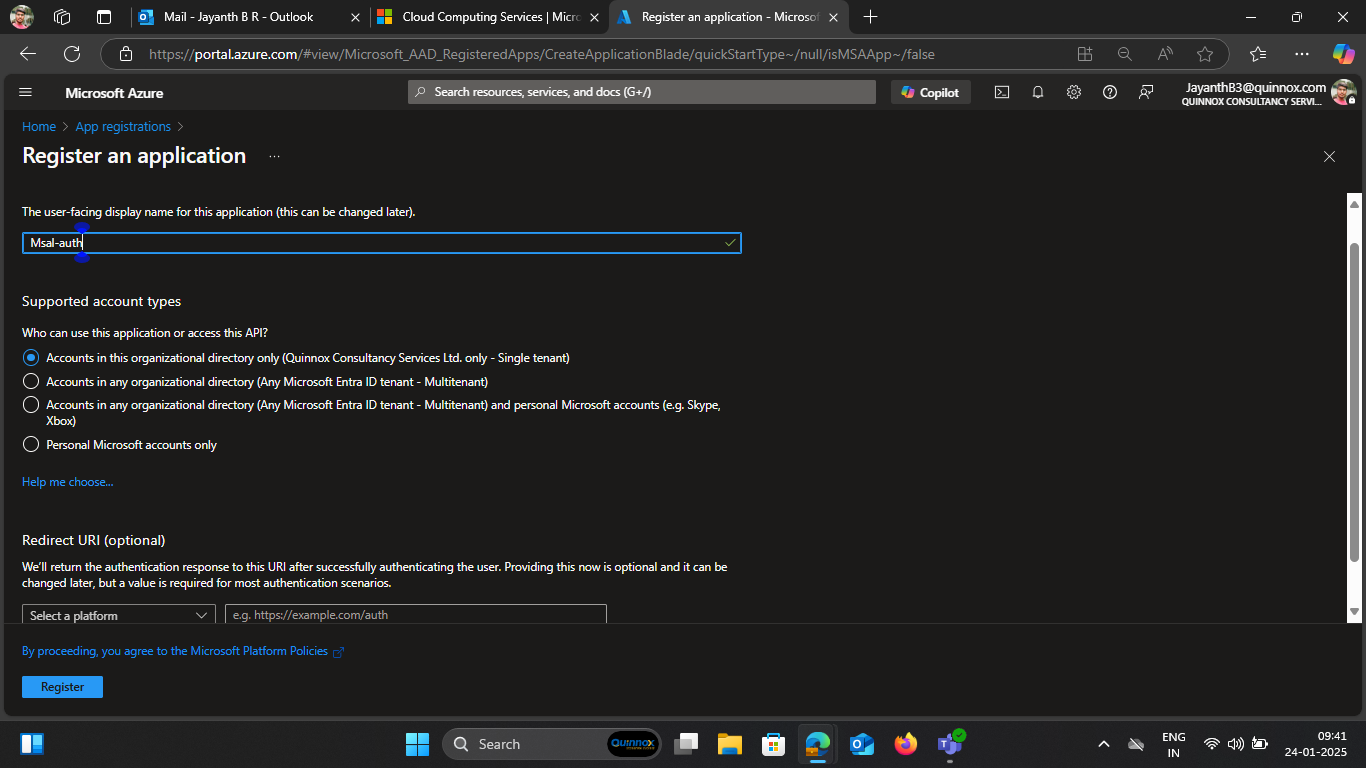 Mail - Jayanth B R - Outlook
Cloud Computing Services | Micro
Register an application - Microsof
https://portal.azure.com/#view/Microsoft_AAD_RegisteredApps/CreateApplicationBlade/quickStartType~/null/isMSAApp~/false
Microsoft Azure
Search resources, services, and docs (G+/)
Copilot
JayanthB3@quinnox.com
QUINNOX CONSULTANCY SERVI...
Home > App registrations >
Register an application
...
The user-facing display name for this application (this can be changed later).
Msal-auth
Supported account types
Who can use this application or access this API?
Accounts in this organizational directory only (Quinnox Consultancy Services Ltd. only - Single tenant)
Accounts in any organizational directory (Any Microsoft Entra ID tenant - Multitenant)
Accounts in any organizational directory (Any Microsoft Entra ID tenant - Multitenant) and personal Microsoft accounts (e.g. Skype,
Xbox)
Personal Microsoft accounts only
Help me choose...
Redirect URI (optional)
We'll return the authentication response to this URI after successfully authenticating the user. Providing this now is optional and it can be
changed later, but a value is required for most authentication scenarios.
Select a platform
e.g. https://example.com/auth
By proceeding, you agree to the Microsoft Platform Policies
Register
Search
Quinnox
ENG
IN
09:41
24-01-2025